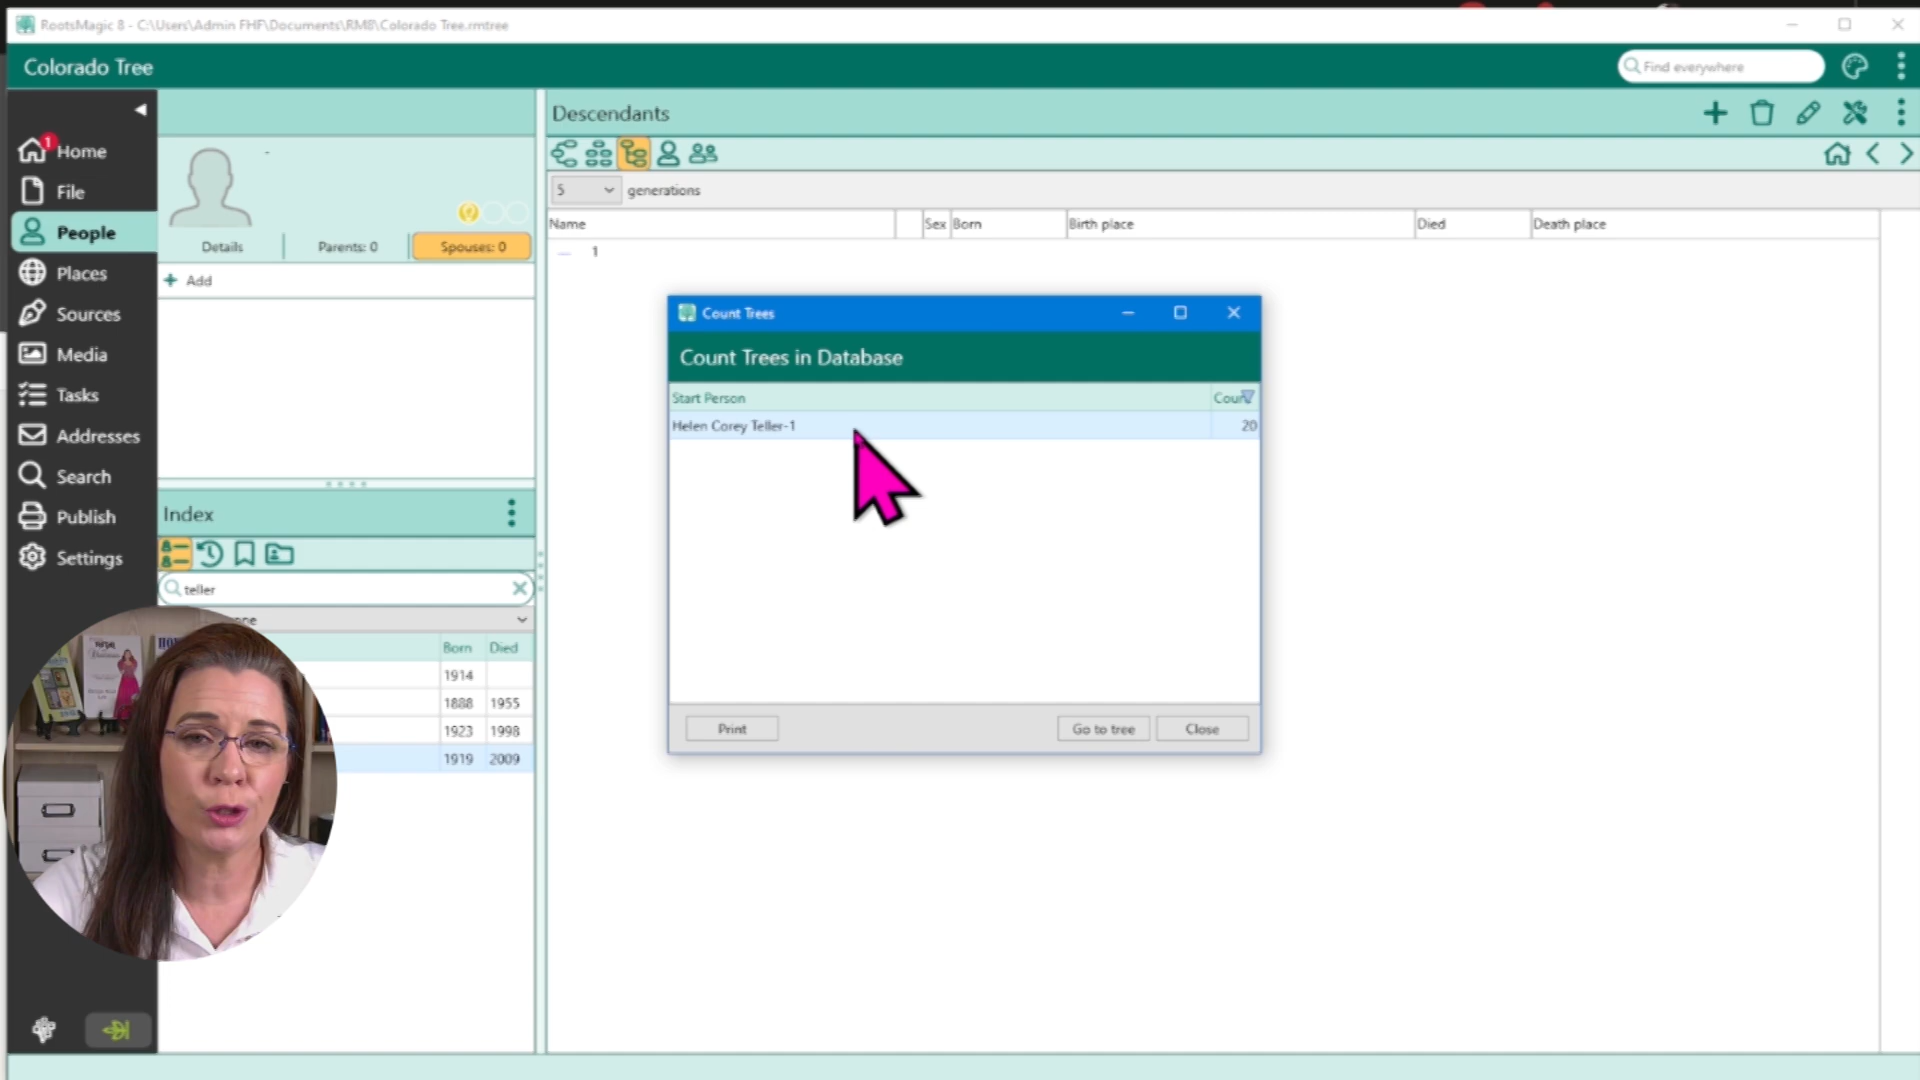 RootsMagic 8 - C:\Users\Admin FHF\Documents\RM8\Colorado Tree.rmtree
Colorado Tree
Find everywhere
1
Home
File
People
Places
Sources
Media
Tasks
Addresses
Search
Publish
Settings
-
Details
Parents: 0
Spouses: 0
Add
Index
teller
Born
Died
1914
1888
1955
1923
1998
1919
2009
Descendants
5
generations
Name
Sex
Born
Birth place
Died
Death place
1
Count Trees
Count Trees in Database
Start Person
Count
Helen Corey Teller-1
20
Print
Go to tree
Close